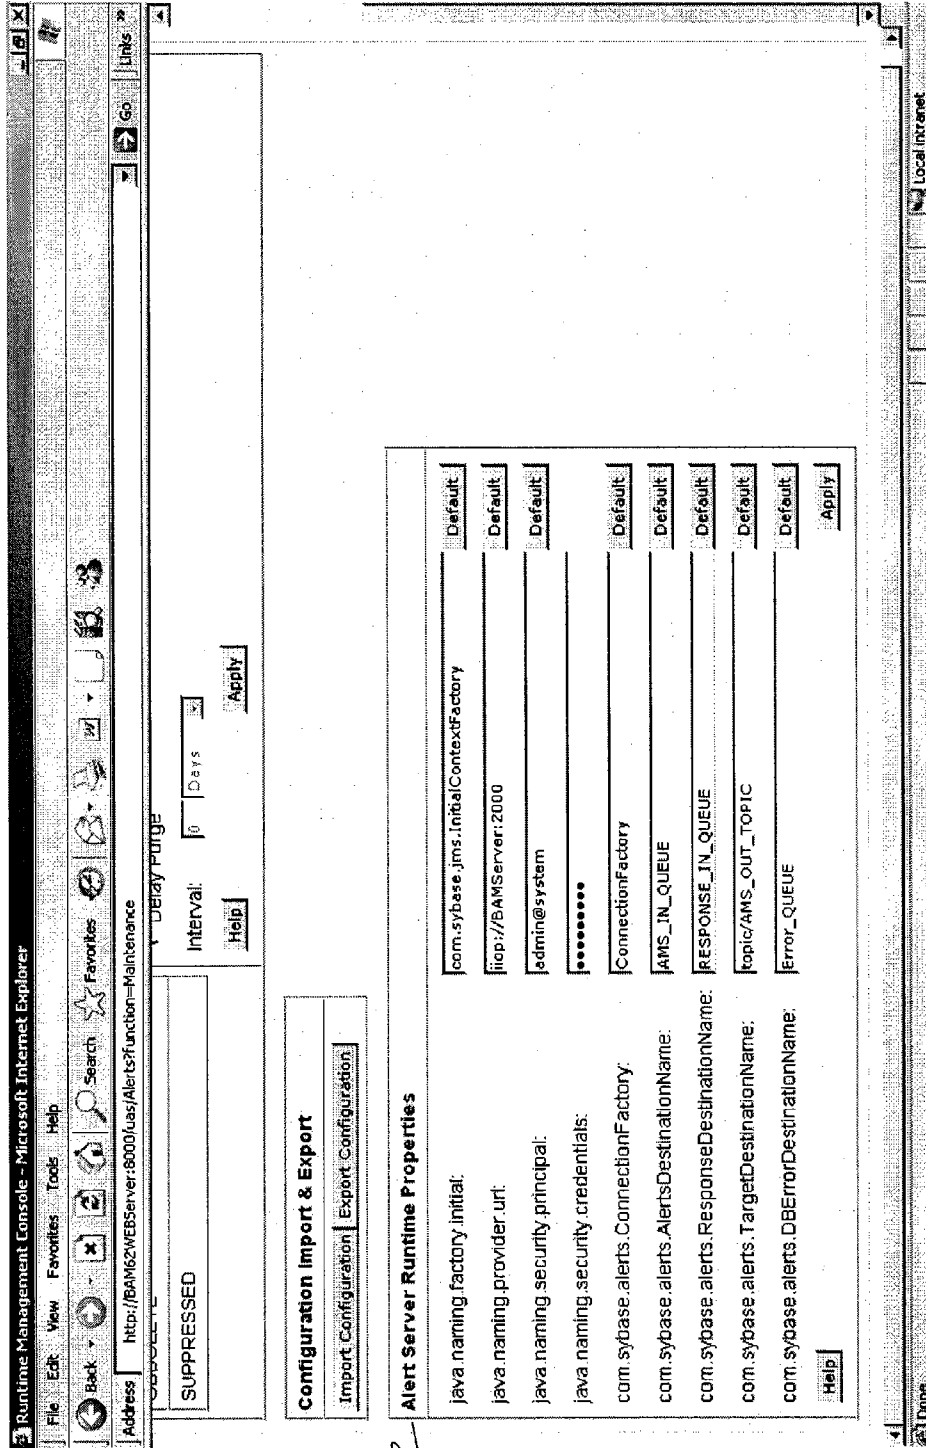 Runtime Management Console - Microsoft Internet Explorer
File Edit View Favorites Tools Help
Back Search Favorites
Address http://BAM62WEBServer:8000/uas/Alerts?function=Maintenance Go Links »
Delay Purge
SUPPRESSED
Interval: 0 Days
Help Apply
Configuration Import & Export
Import Configuration Export Configuration
Alert Server Runtime Properties
java.naming.factory.initial: com.sybase.jms.InitialContextFactory Default
java.naming.provider.url: iiop://BAMServer:2000 Default
java.naming.security.principal: admin@system Default
java.naming.security.credentials: •••••••••
com.sybase.alerts.ConnectionFactory: ConnectionFactory Default
com.sybase.alerts.AlertsDestinationName: AMS_IN_QUEUE Default
com.sybase.alerts.ResponseDestinationName: RESPONSE_IN_QUEUE Default
com.sybase.alerts.TargetDestinationName: topic/AMS_OUT_TOPIC Default
com.sybase.alerts.DBErrorDestinationName: Error_QUEUE Default
Help Apply
Done Local intranet